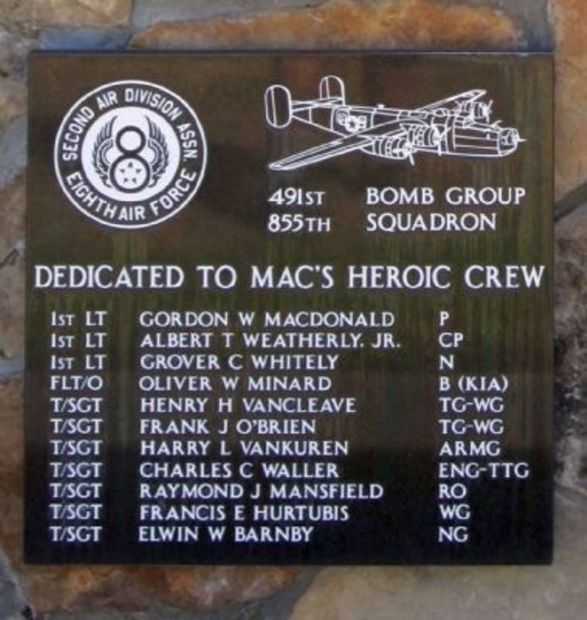 SECOND AIR DIVISION ASSN.
8
EIGHTH AIR FORCE
491ST BOMB GROUP
855TH SQUADRON
DEDICATED TO MAC'S HEROIC CREW
1ST LT GORDON W MACDONALD P
1ST LT ALBERT T WEATHERLY. JR. CP
1ST LT GROVER C WHITELY N
FLT/O OLIVER W MINARD B (KIA)
T/SGT HENRY H VANCLEAVE TG-WG
T/SGT FRANK J O'BRIEN TG-WG
T/SGT HARRY L VANKUREN ARMG
T/SGT CHARLES C WALLER ENG-TTG
T/SGT RAYMOND J MANSFIELD RO
T/SGT FRANCIS E HURTUBIS WG
T/SGT ELWIN W BARNBY NG